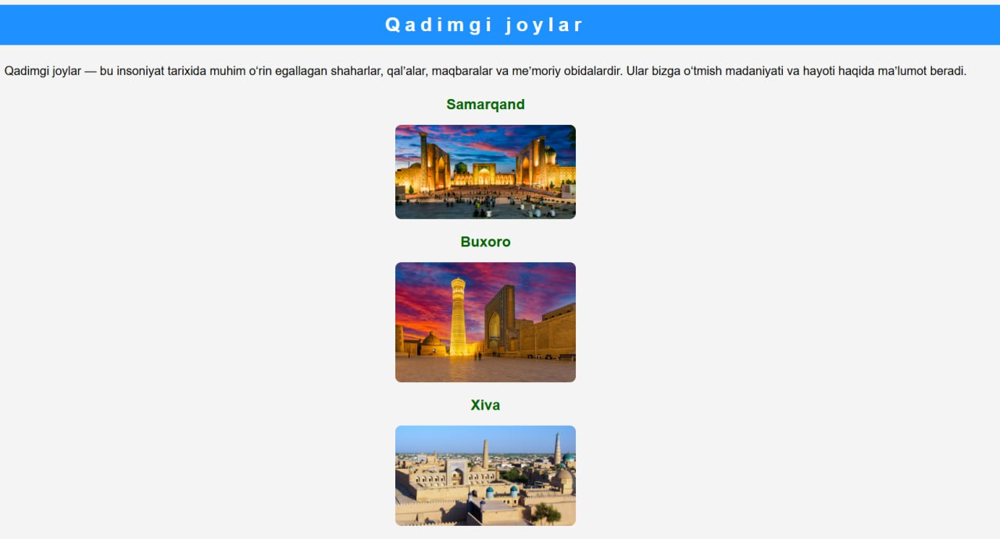 Qadimgi joylar
Qadimgi joylar — bu insoniyat tarixida muhim o‘rin egallagan shaharlar, qal’alar, maqbaralar va me’moriy obidalardir. Ular bizga o‘tmish madaniyati va hayoti haqida ma’lumot beradi.
Samarqand
Buxoro
Xiva